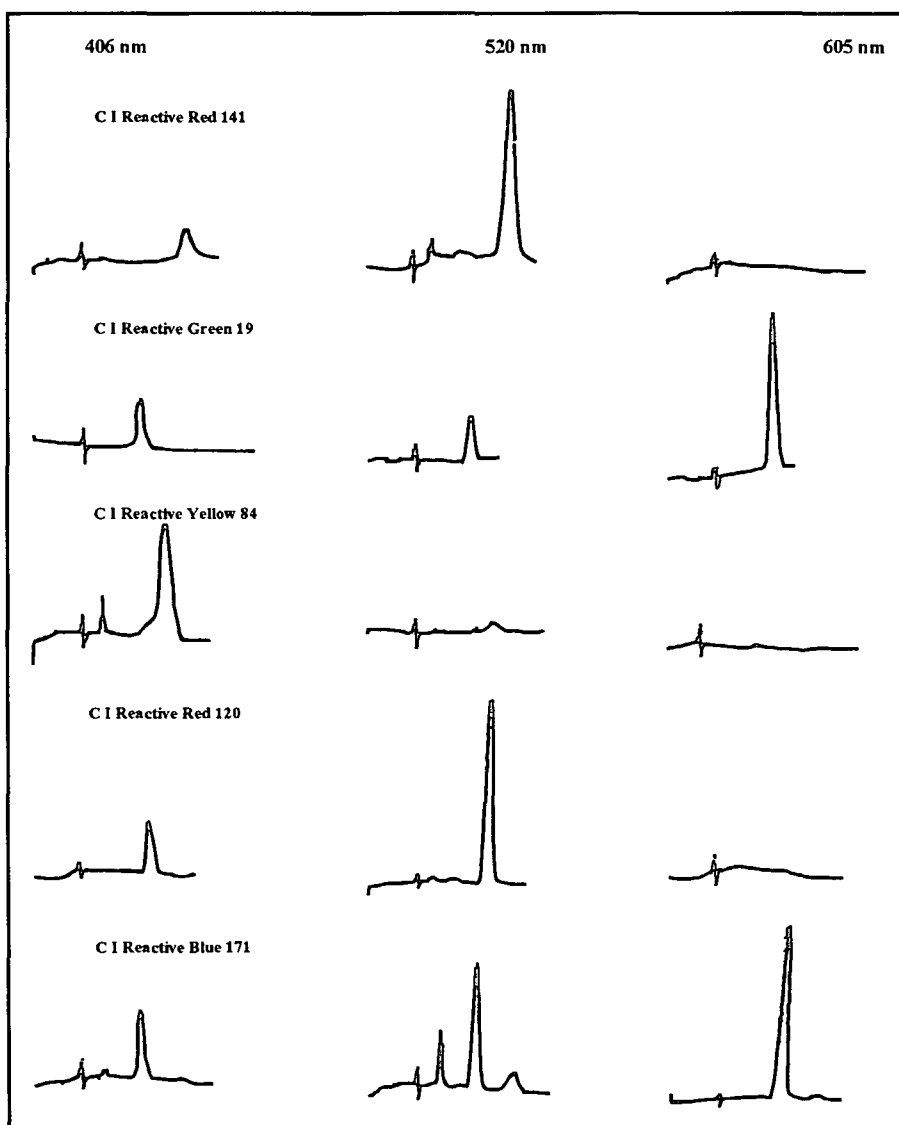 406 nm 520 nm 605 nm
C I Reactive Red 141
C I Reactive Green 19
C I Reactive Yellow 84
C I Reactive Red 120
C I Reactive Blue 171